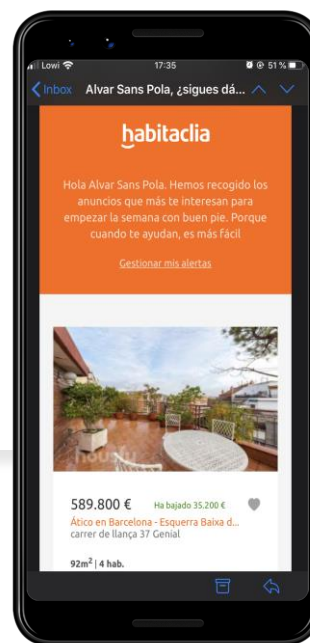 Lowi 17:35 51 %
Inbox Alvar Sans Pola, ¿sigues dá...
habitaclia
Hola Alvar Sans Pola. Hemos recogido los
anuncios que más te interesan para
empezar la semana con buen pie. Porque
cuando te ayudan, es más fácil
Gestionar mis alertas
housfy
589.800 € Ha bajado 35.200 €
Ático en Barcelona - Esquerra Baixa d...
carrer de llança 37 Genial
92m² | 4 hab.